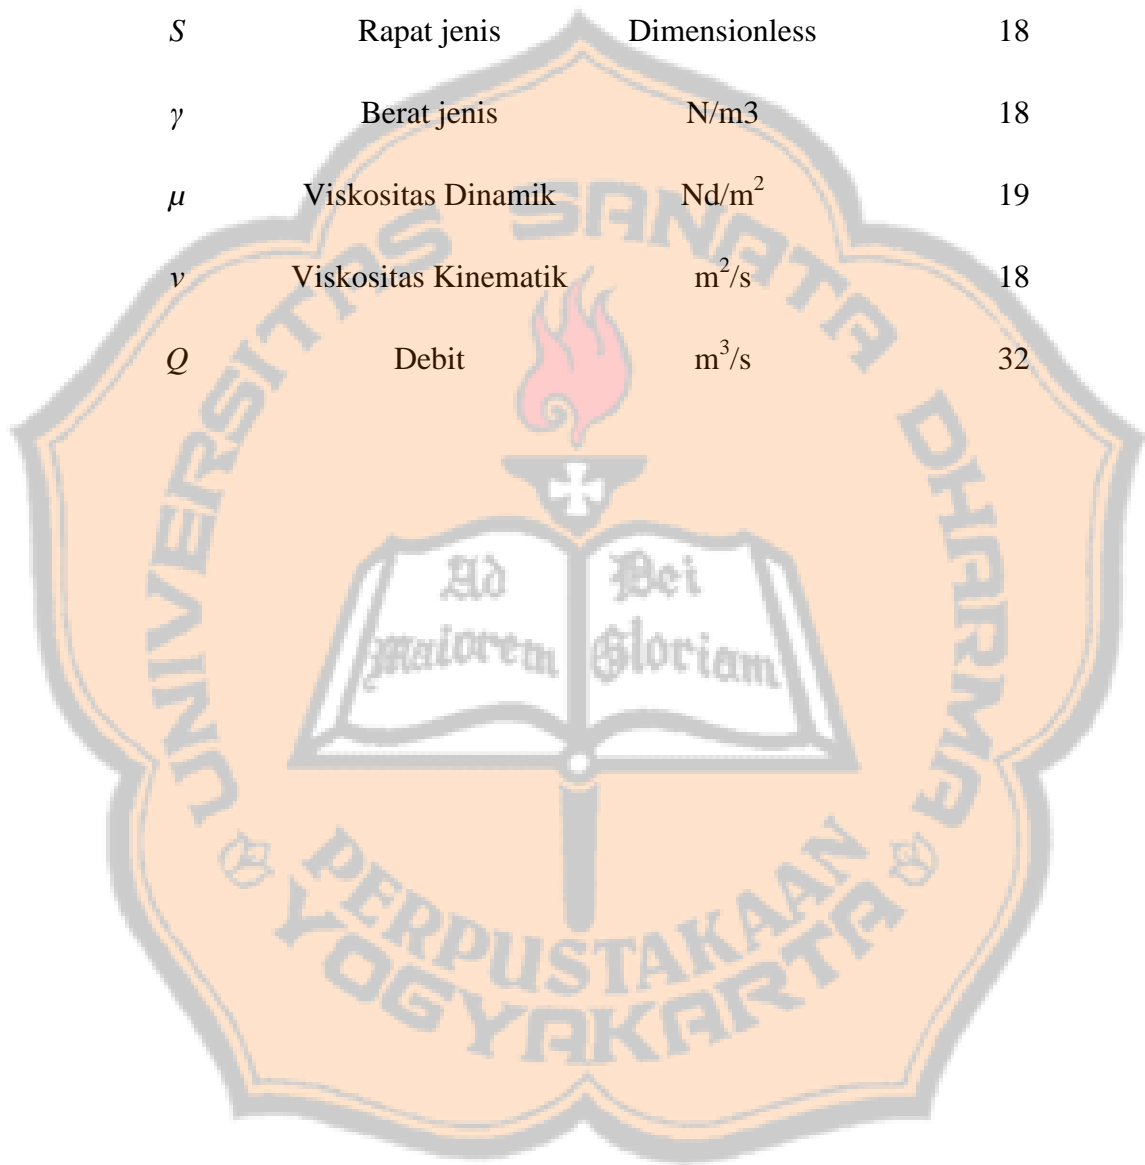 S Rapat jenis Dimensionless 18
γ Berat jenis N/m3 18
μ Viskositas Dinamik Nd/m² 19
ν Viskositas Kinematik m²/s 18
Q Debit m³/s 32
UNIVERSITAS SANATA DHARMA
Ad Dei
Maiorem Gloriam
PERPUSTAKAAN
YOGYAKARTA